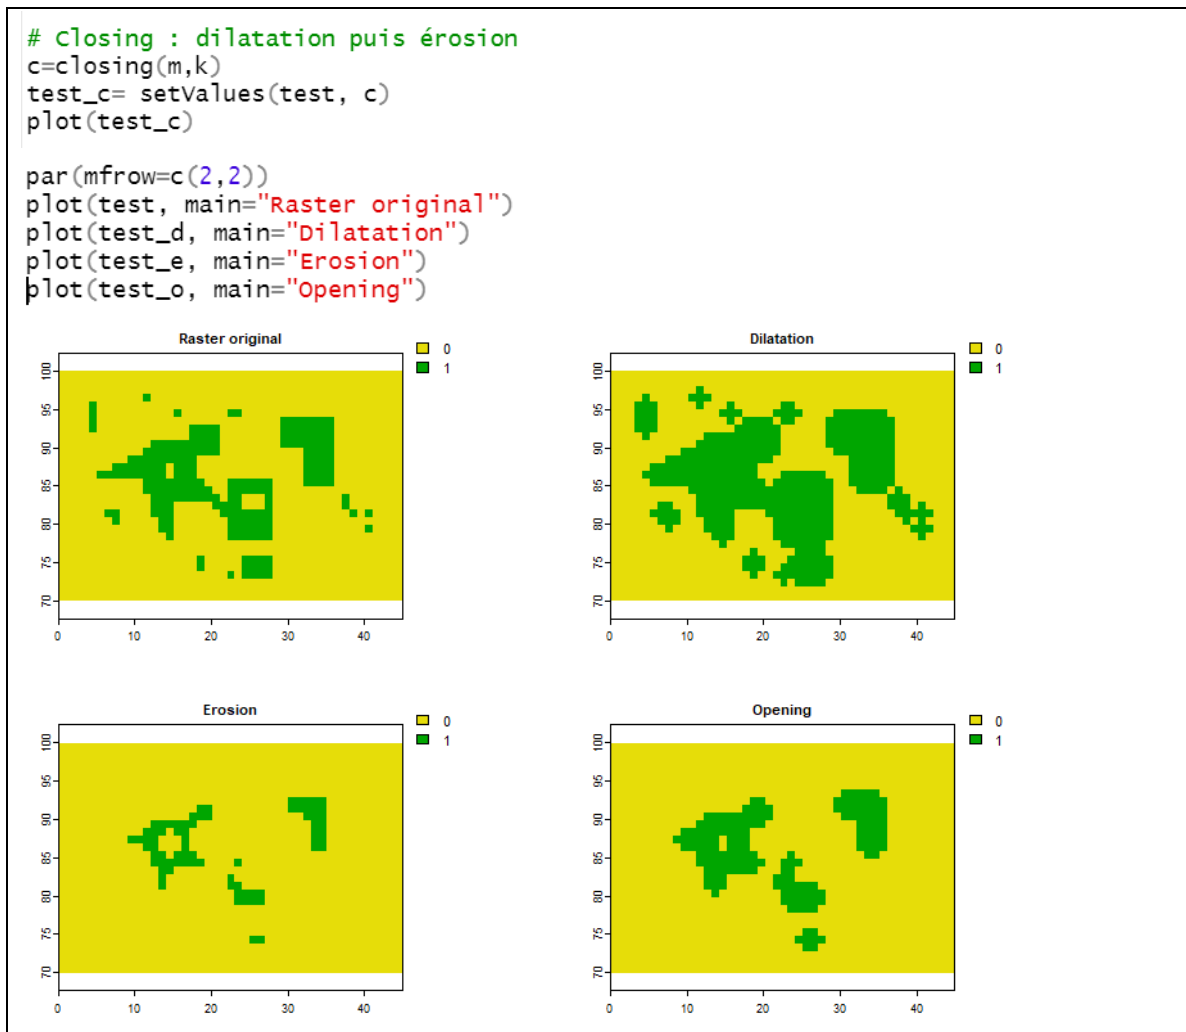 # Closing : dilatation puis érosion
c=closing(m,k)
test_c= setValues(test, c)
plot(test_c)
par(mfrow=c(2,2))
plot(test, main="Raster original")
plot(test_d, main="Dilatation")
plot(test_e, main="Erosion")
plot(test_o, main="Opening")
Raster original
0
1
100
95
90
85
80
75
70
0 10 20 30 40
Dilatation
0
1
100
95
90
85
80
75
70
0 10 20 30 40
Erosion
0
1
100
95
90
85
80
75
70
0 10 20 30 40
Opening
0
1
100
95
90
85
80
75
70
0 10 20 30 40